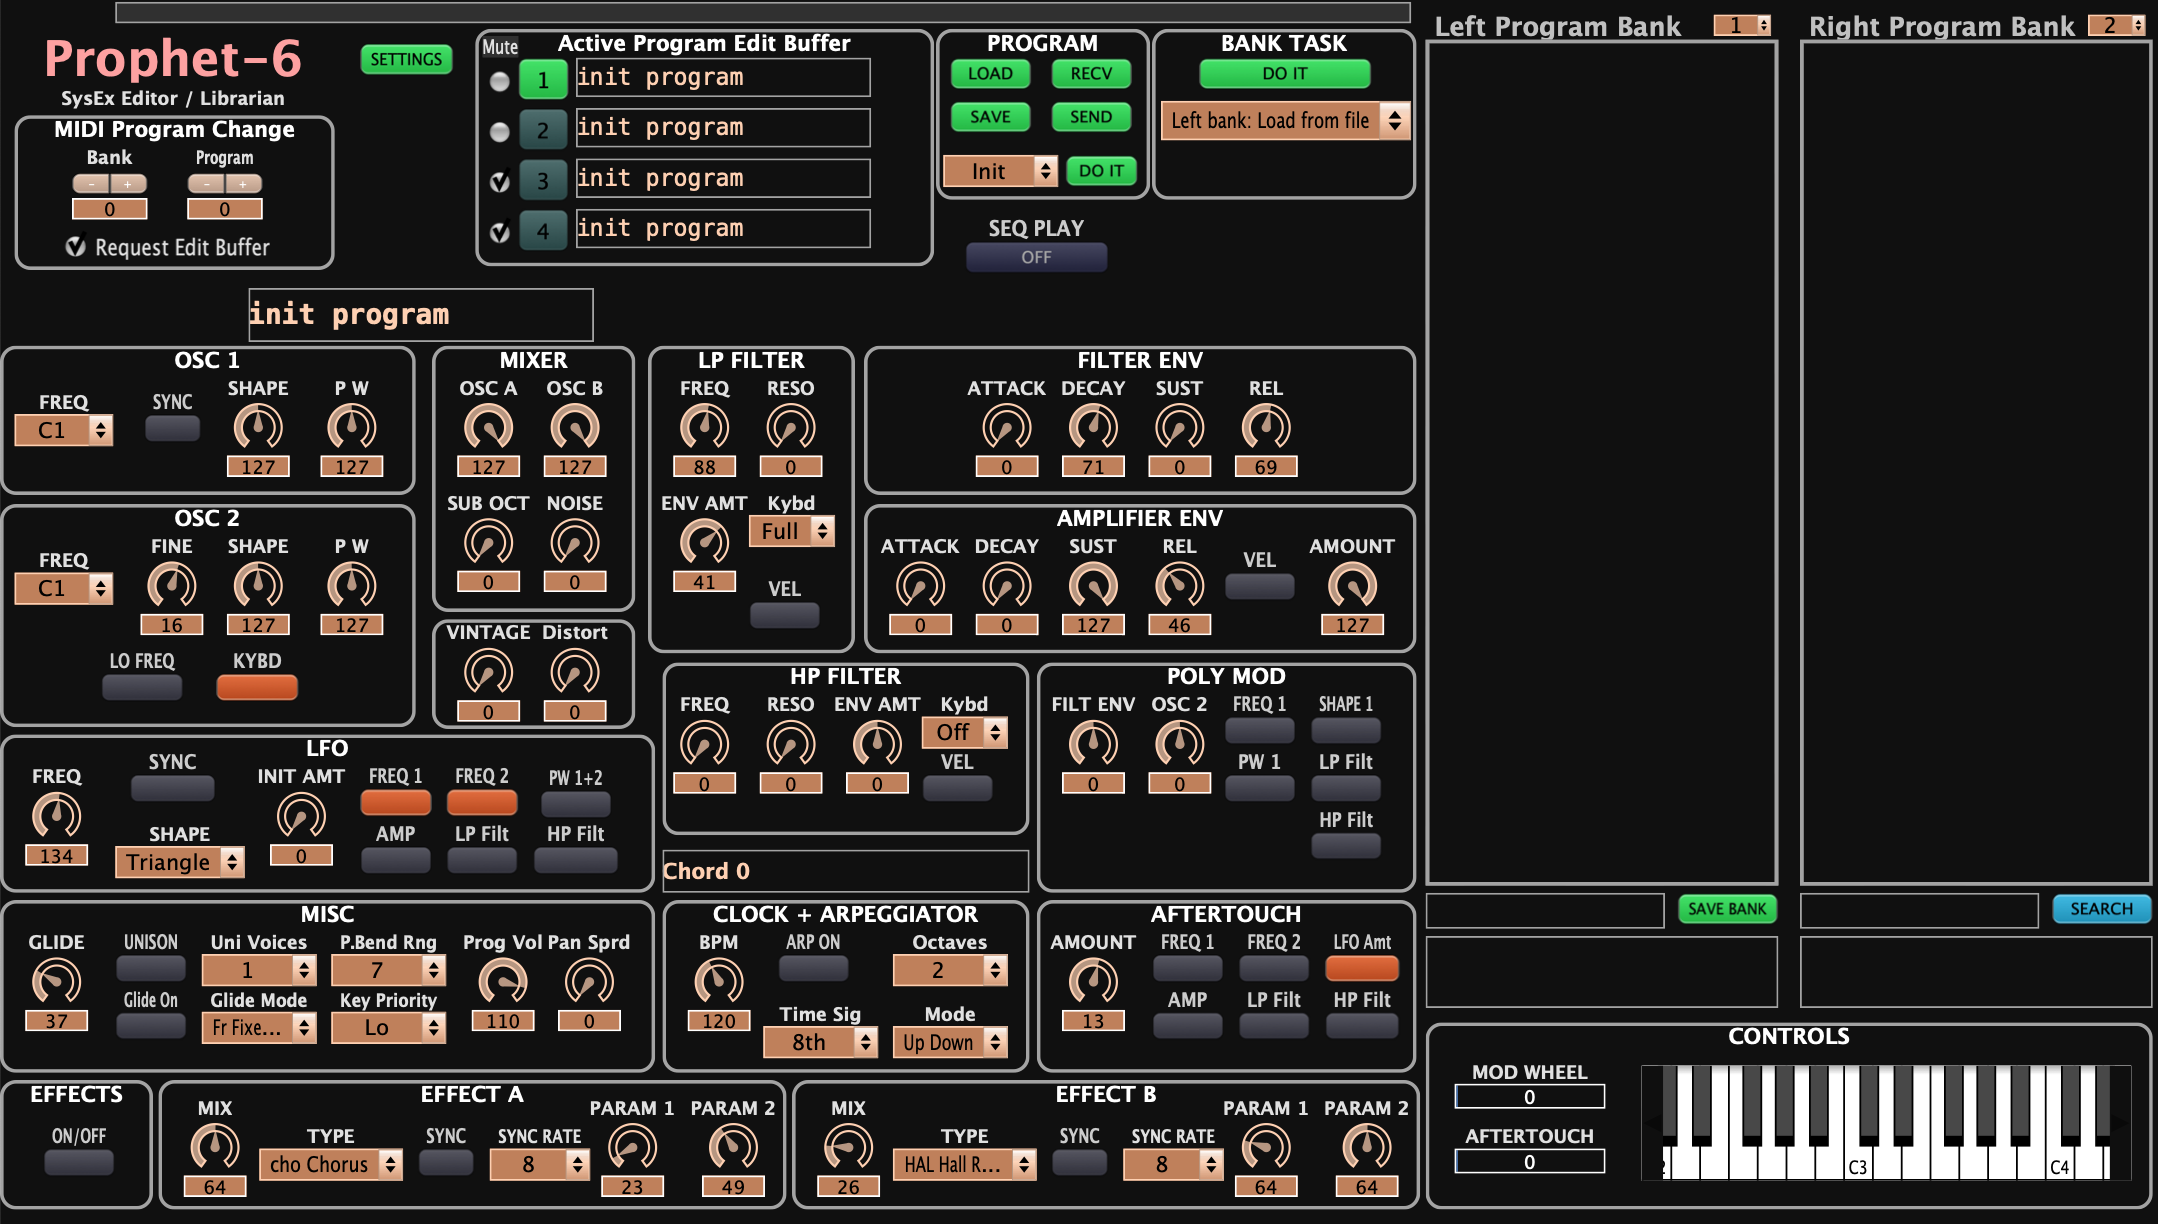 Prophet-6
SysEx Editor / Librarian
SETTINGS
MIDI Program Change
Bank Program
- + - +
0 0
Request Edit Buffer
Mute Active Program Edit Buffer
1 init program
2 init program
3 init program
4 init program
PROGRAM
LOAD RECV
SAVE SEND
Init DO IT
BANK TASK
DO IT
Left bank: Load from file
SEQ PLAY
OFF
Left Program Bank 1
Right Program Bank 2
init program
OSC 1
FREQ SYNC SHAPE P W
C1
127 127
OSC 2
FREQ FINE SHAPE P W
C1
16 127 127
LO FREQ KYBD
MIXER
OSC A OSC B
127 127
SUB OCT NOISE
0 0
VINTAGE Distort
0 0
LP FILTER
FREQ RESO
88 0
ENV AMT Kybd
Full
41
VEL
FILTER ENV
ATTACK DECAY SUST REL
0 71 0 69
AMPLIFIER ENV
ATTACK DECAY SUST REL VEL AMOUNT
0 0 127 46 127
HP FILTER
FREQ RESO ENV AMT Kybd
Off
VEL
0 0 0
POLY MOD
FILT ENV OSC 2 FREQ 1 SHAPE 1
PW 1 LP Filt
0 0
HP Filt
LFO
FREQ SYNC INIT AMT FREQ 1 FREQ 2 PW 1+2
SHAPE AMP LP Filt HP Filt
134 Triangle 0
Chord 0
MISC
GLIDE UNISON Uni Voices P.Bend Rng Prog Vol Pan Sprd
1 7
Glide On Glide Mode Key Priority
37 Fr Fixe... Lo 110 0
CLOCK + ARPEGGIATOR
BPM ARP ON Octaves
2
120 Time Sig Mode
8th Up Down
AFTERTOUCH
AMOUNT FREQ 1 FREQ 2 LFO Amt
AMP LP Filt HP Filt
13
SAVE BANK
SEARCH
EFFECTS
ON/OFF
EFFECT A
MIX TYPE SYNC SYNC RATE PARAM 1 PARAM 2
cho Chorus 8
64 23 49
EFFECT B
MIX TYPE SYNC SYNC RATE PARAM 1 PARAM 2
HAL Hall R... 8
26 64 64
CONTROLS
MOD WHEEL
0
AFTERTOUCH
0
C3 C4